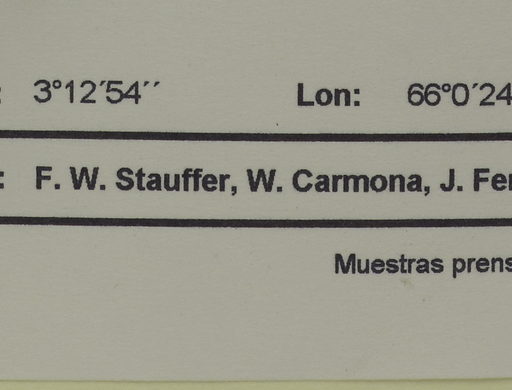 : 3°12´54´´ Lon: 66°0´24
: F. W. Stauffer, W. Carmona, J. Fer
Muestras prens